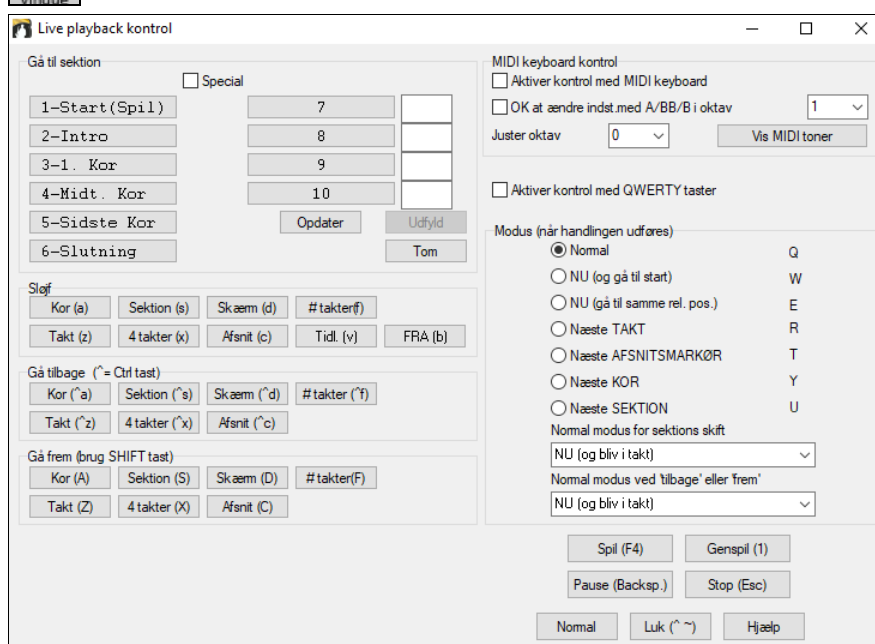 Vindue
Live playback kontrol
Gå til sektion
Special
1-Start(Spil) 7
2-Intro 8
3-1. Kor 9
4-Midt. Kor 10
5-Sidste Kor Opdater Udfyld
6-Slutning Tom
Sløjf
Kor (a) Sektion (s) Skærm (d) # takter(f)
Takt (z) 4 takter (x) Afsnit (c) Tidl. (v) FRA (b)
Gå tilbage (^= Ctrl tast)
Kor (^a) Sektion (^s) Skærm (^d) # takter (^f)
Takt (^z) 4 takter (^x) Afsnit (^c)
Gå frem (brug SHIFT tast)
Kor (A) Sektion (S) Skærm (D) # takter(F)
Takt (Z) 4 takter (X) Afsnit (C)
MIDI keyboard kontrol
Aktiver kontrol med MIDI keyboard
OK at ændre indst.med A/BB/B i oktav 1
Juster oktav 0 Vis MIDI toner
Aktiver kontrol med QWERTY taster
Modus (når handlingen udføres)
Normal Q
NU (og gå til start) W
NU (gå til samme rel. pos.) E
Næste TAKT R
Næste AFSNITSMARKØR T
Næste KOR Y
Næste SEKTION U
Normal modus for sektions skift
NU (og bliv i takt)
Normal modus ved 'tilbage' eller 'frem'
NU (og bliv i takt)
Spil (F4) Genspil (1)
Pause (Backsp.) Stop (Esc)
Normal Luk (^ ~) Hjælp